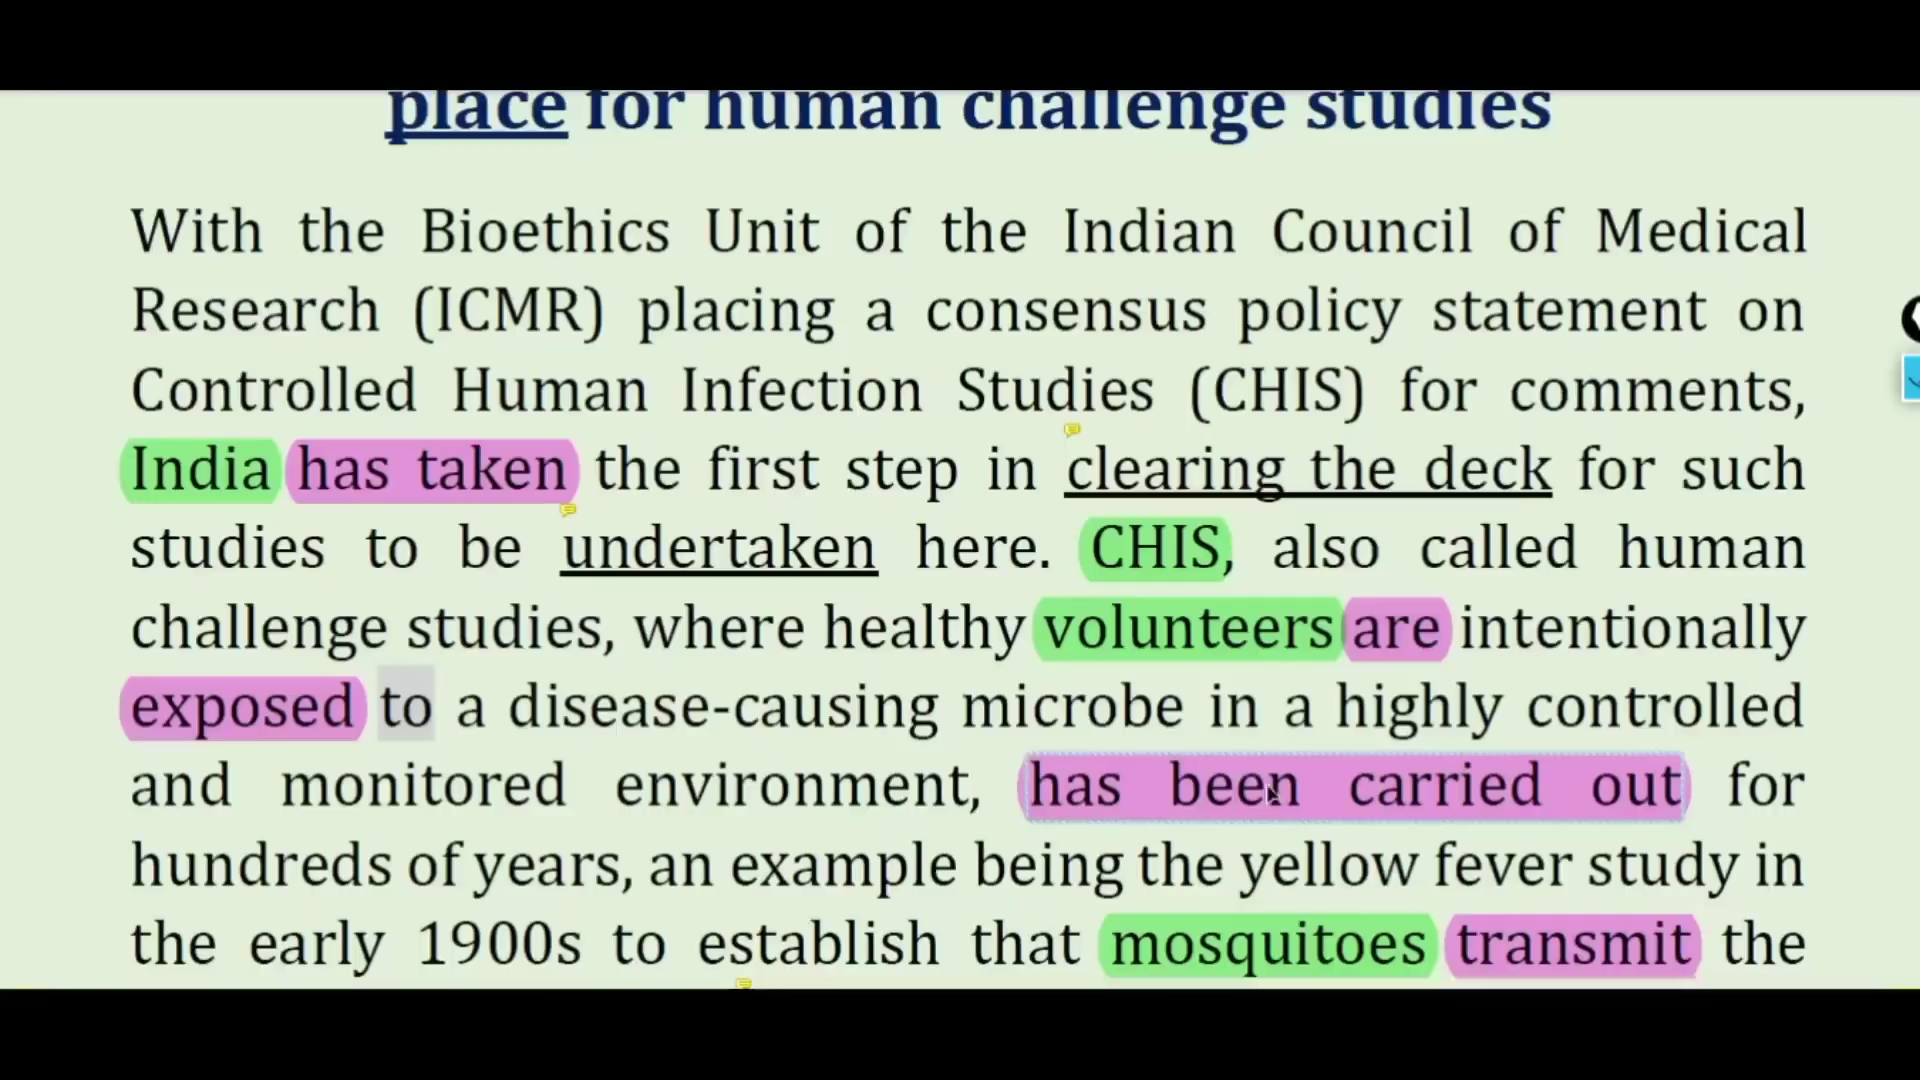 place for human challenge studies
With the Bioethics Unit of the Indian Council of Medical
Research (ICMR) placing a consensus policy statement on
Controlled Human Infection Studies (CHIS) for comments,
India has taken the first step in clearing the deck for such
studies to be undertaken here. CHIS, also called human
challenge studies, where healthy volunteers are intentionally
exposed to a disease-causing microbe in a highly controlled
and monitored environment, has been carried out for
hundreds of years, an example being the yellow fever study in
the early 1900s to establish that mosquitoes transmit the